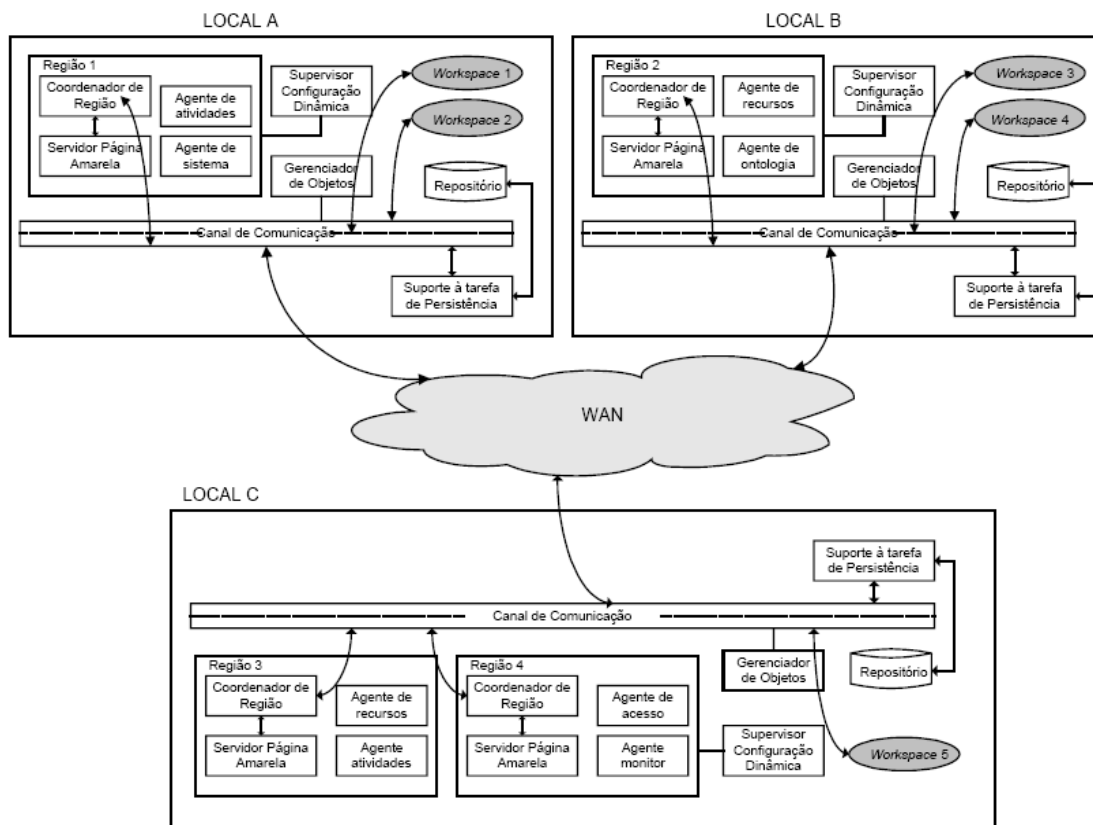 LOCAL A
Região 1
Coordenador de
Região
Agente de
atividades
Servidor Página
Amarela
Agente de
sistema
Supervisor
Configuração
Dinâmica
Workspace 1
Workspace 2
Gerenciador
de Objetos
Repositório
Canal de Comunicação
Suporte à tarefa
de Persistência
LOCAL B
Região 2
Coordenador de
Região
Agente de
recursos
Servidor Página
Amarela
Agente de
ontologia
Supervisor
Configuração
Dinâmica
Workspace 3
Workspace 4
Gerenciador
de Objetos
Repositório
Canal de Comunicação
Suporte à tarefa
de Persistência
WAN
LOCAL C
Suporte à tarefa
de Persistência
Canal de Comunicação
Região 3
Coordenador de
Região
Agente de
recursos
Servidor Página
Amarela
Agente
atividades
Região 4
Coordenador de
Região
Agente de
acesso
Servidor Página
Amarela
Agente
monitor
Gerenciador
de Objetos
Repositório
Supervisor
Configuração
Dinâmica
Workspace 5